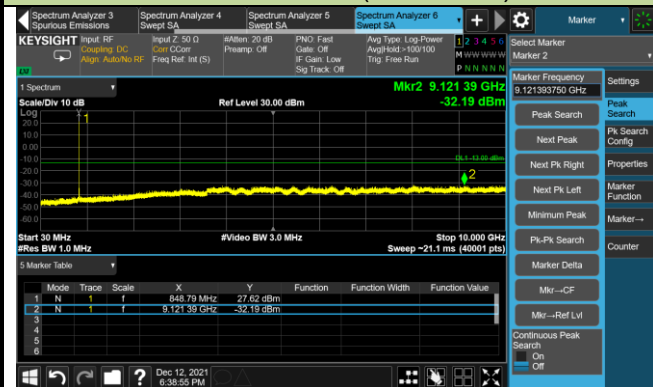 Spectrum Analyzer 3
Spurious Emissions
Spectrum Analyzer 4
Swept SA
Spectrum Analyzer 5
Swept SA
Spectrum Analyzer 6
Swept SA
Marker
KEYSIGHT
Input: RF
Coupling: DC
Align: Auto/No RF
Input Z: 50 Ω
Corr CCorr
Freq Ref: Int (S)
#Atten: 20 dB
Preamp: Off
PNO: Fast
Gate: Off
IF Gain: Low
Sig Track: Off
Avg Type: Log-Power
Avg|Hold:>100/100
Trig: Free Run
1 2 3 4 5 6
M W W W W W
P N N N N N
Select Marker
Marker 2
1 Spectrum
Scale/Div 10 dB
Log
Ref Level 30.00 dBm
Mkr2 9.121 39 GHz
-32.19 dBm
20.0
10.0
0.00
-10.0
-20.0
-30.0
-40.0
-50.0
-60.0
1
DL1 -13.00 dBm
2
Start 30 MHz
#Res BW 1.0 MHz
#Video BW 3.0 MHz
Stop 10.000 GHz
Sweep ~21.1 ms (40001 pts)
5 Marker Table
Mode Trace Scale X Y Function Function Width Function Value
1 N 1 f 848.79 MHz 27.62 dBm
2 N 1 f 9.121 39 GHz -32.19 dBm
3
4
5
6
Marker Frequency
9.121393750 GHz
Peak Search
Next Peak
Next Pk Right
Next Pk Left
Minimum Peak
Pk-Pk Search
Marker Delta
Mkr→CF
Mkr→Ref Lvl
Continuous Peak
Search
On
Off
Settings
Peak
Search
Pk Search
Config
Properties
Marker
Function
Marker→
Counter
?
Dec 12, 2021
6:38:55 PM